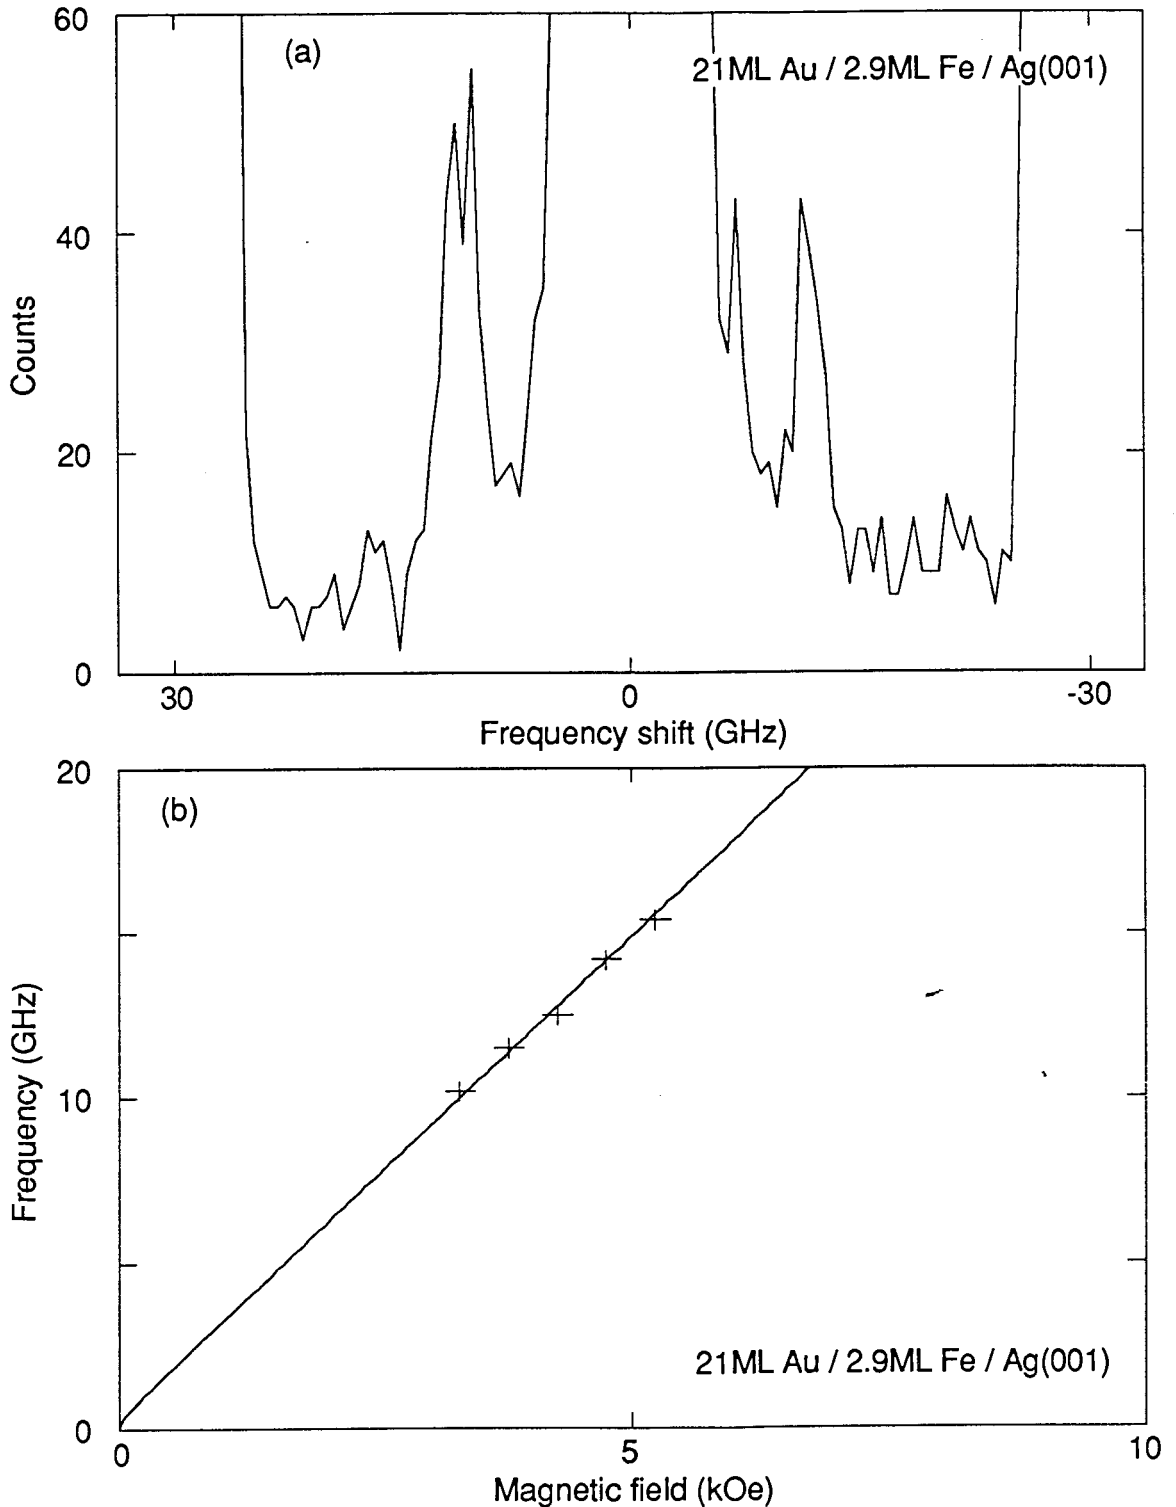 60
(a)
21ML Au / 2.9ML Fe / Ag(001)
40
Counts
20
0
30
0
-30
Frequency shift (GHz)
20
(b)
Frequency (GHz)
10
21ML Au / 2.9ML Fe / Ag(001)
0
0
5
10
Magnetic field (kOe)